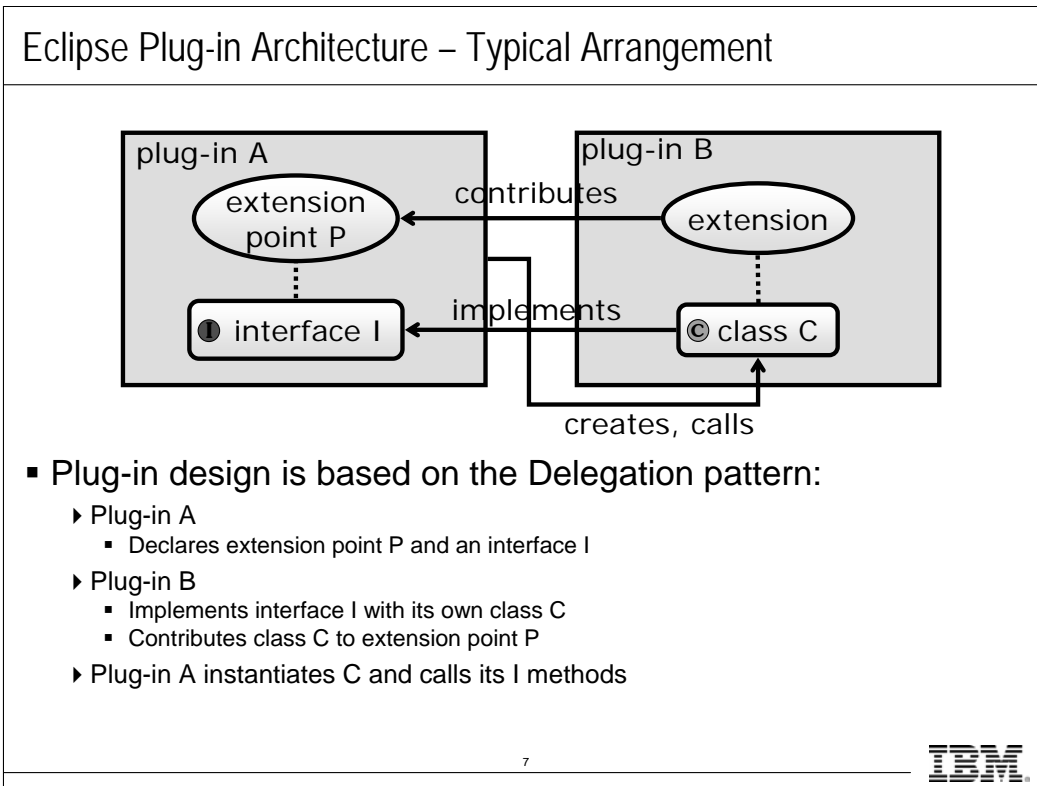 Eclipse Plug-in Architecture – Typical Arrangement
plug-in A
plug-in B
extension
point P
contributes
extension
I interface I
implements
C class C
creates, calls
▪ Plug-in design is based on the Delegation pattern:
Plug-in A
▪ Declares extension point P and an interface I
Plug-in B
▪ Implements interface I with its own class C
▪ Contributes class C to extension point P
Plug-in A instantiates C and calls its I methods
7
IBM.